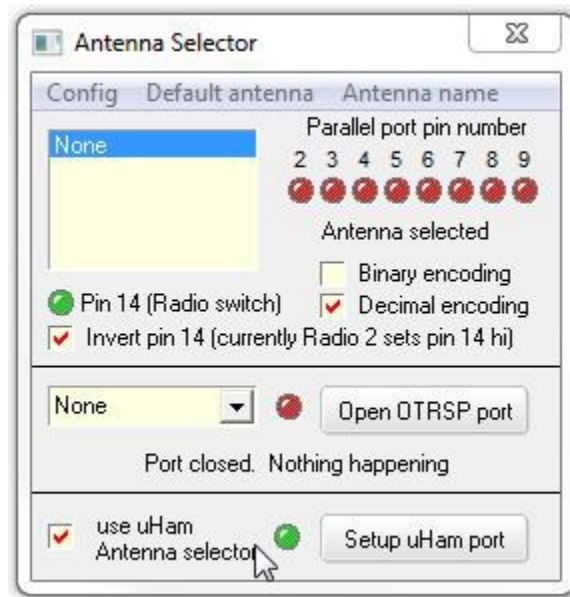 Antenna Selector
Config Default antenna Antenna name
None
Parallel port pin number
2 3 4 5 6 7 8 9
Antenna selected
Binary encoding
Pin 14 (Radio switch)
Decimal encoding
Invert pin 14 (currently Radio 2 sets pin 14 hi)
None
Open OTRSP port
Port closed. Nothing happening
use uHam
Antenna selector
Setup uHam port